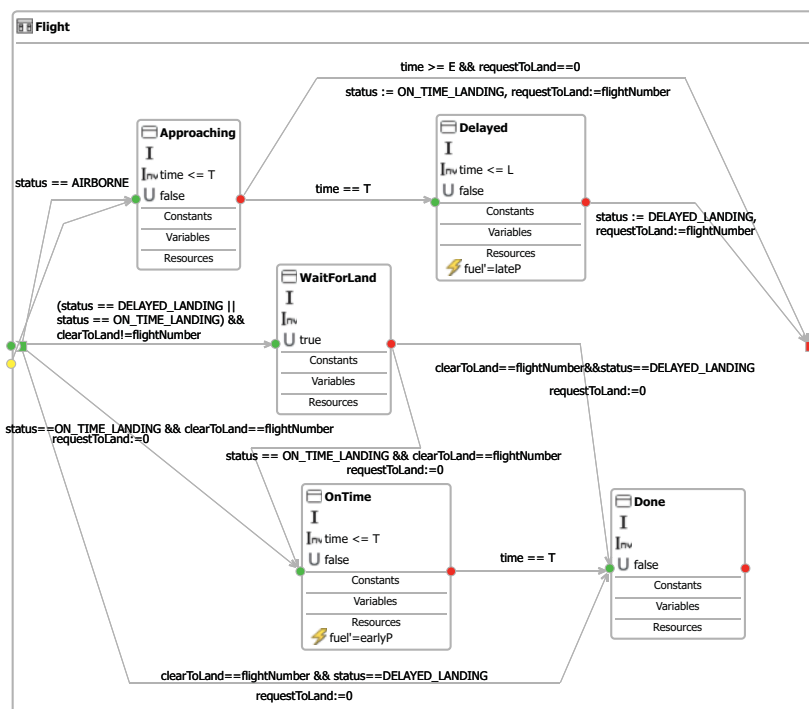 Flight
time >= E && requestToLand==0
status := ON_TIME_LANDING, requestToLand:=flightNumber
Approaching
I
Inv time <= T
U false
Constants
Variables
Resources
status == AIRBORNE
time == T
Delayed
I
Inv time <= L
U false
Constants
Variables
Resources
fuel'=lateP
status := DELAYED_LANDING,
requestToLand:=flightNumber
WaitForLand
I
Inv
U true
Constants
Variables
Resources
(status == DELAYED_LANDING ||
status == ON_TIME_LANDING) &&
clearToLand!=flightNumber
clearToLand==flightNumber&&status==DELAYED_LANDING
requestToLand:=0
status==ON_TIME_LANDING && clearToLand==flightNumber
requestToLand:=0
status == ON_TIME_LANDING && clearToLand==flightNumber
requestToLand:=0
OnTime
I
Inv time <= T
U false
Constants
Variables
Resources
fuel'=earlyP
time == T
Done
I
Inv
U false
Constants
Variables
Resources
clearToLand==flightNumber && status==DELAYED_LANDING
requestToLand:=0